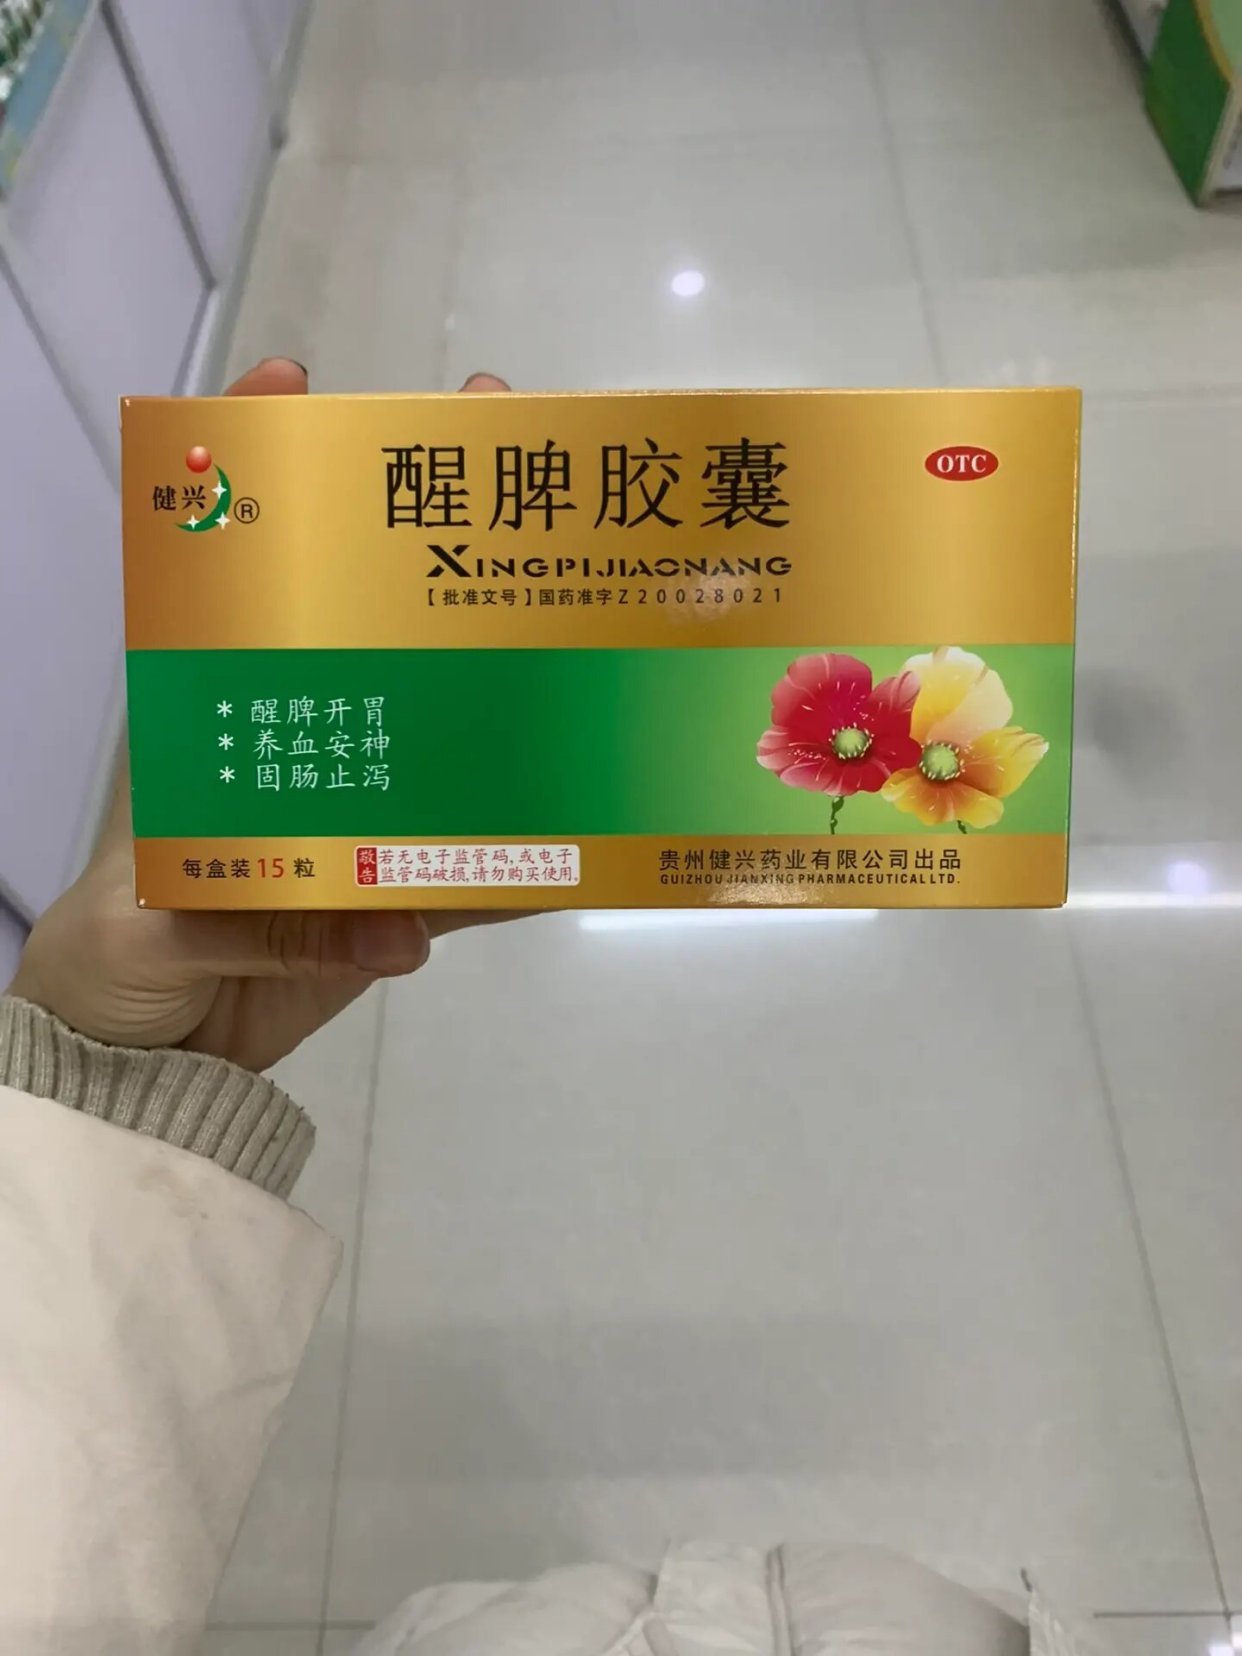 健兴®
醒脾胶囊
OTC
XINGPIJIAONANG
【批准文号】国药准字Z20028021
* 醒脾开胃
* 养血安神
* 固肠止泻
每盒装15粒
敬告
若无电子监管码,或电子
监管码破损,请勿购买使用。
贵州健兴药业有限公司出品
GUIZHOU JIANXING PHARMACEUTICAL LTD.